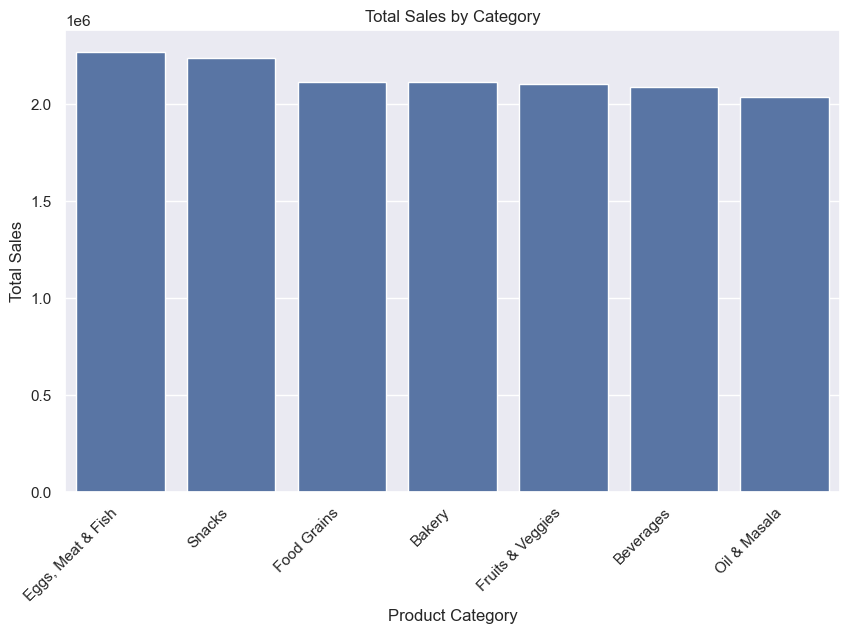 Total Sales by Category
1e6
Total Sales
2.0
1.5
1.0
0.5
0.0
Eggs, Meat & Fish
Snacks
Food Grains
Bakery
Fruits & Veggies
Beverages
Oil & Masala
Product Category